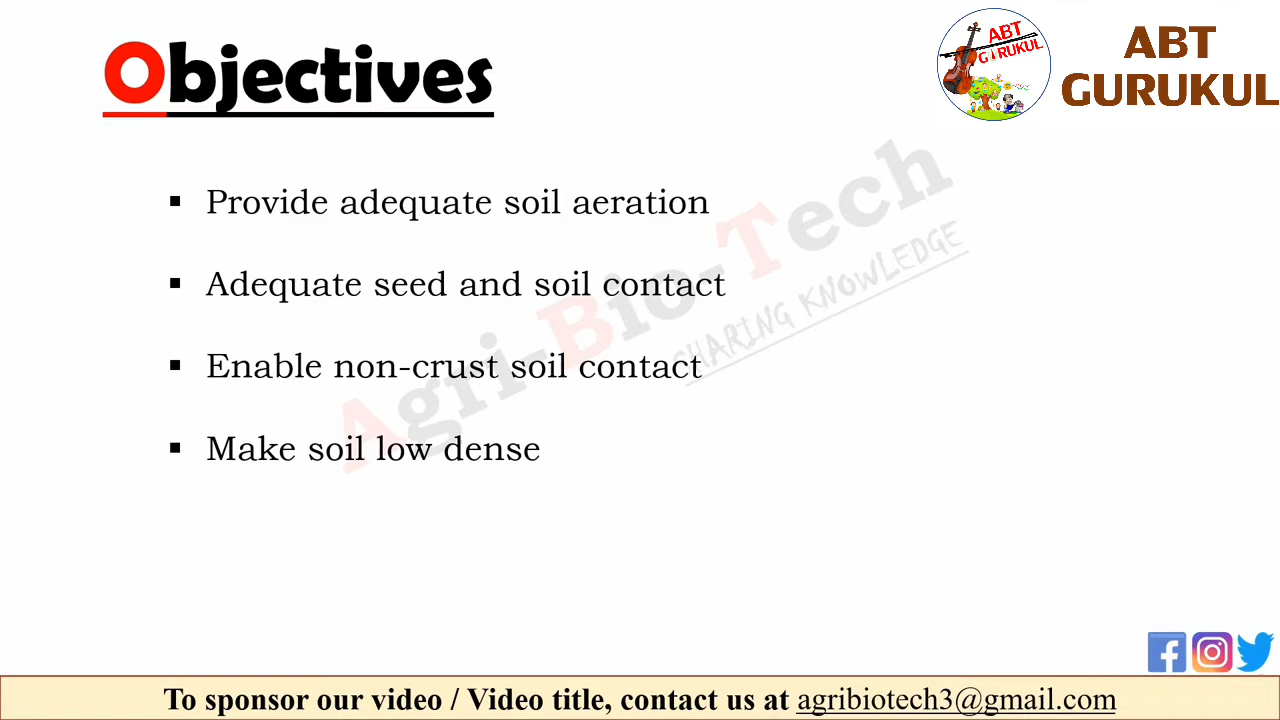 Objectives
ABT
GURUKUL
ABT
GURUKUL
▪ Provide adequate soil aeration
▪ Adequate seed and soil contact
▪ Enable non-crust soil contact
▪ Make soil low dense
Agri-Bio-Tech
SHARING KNOWLEDGE
To sponsor our video / Video title, contact us at agribiotech3@gmail.com